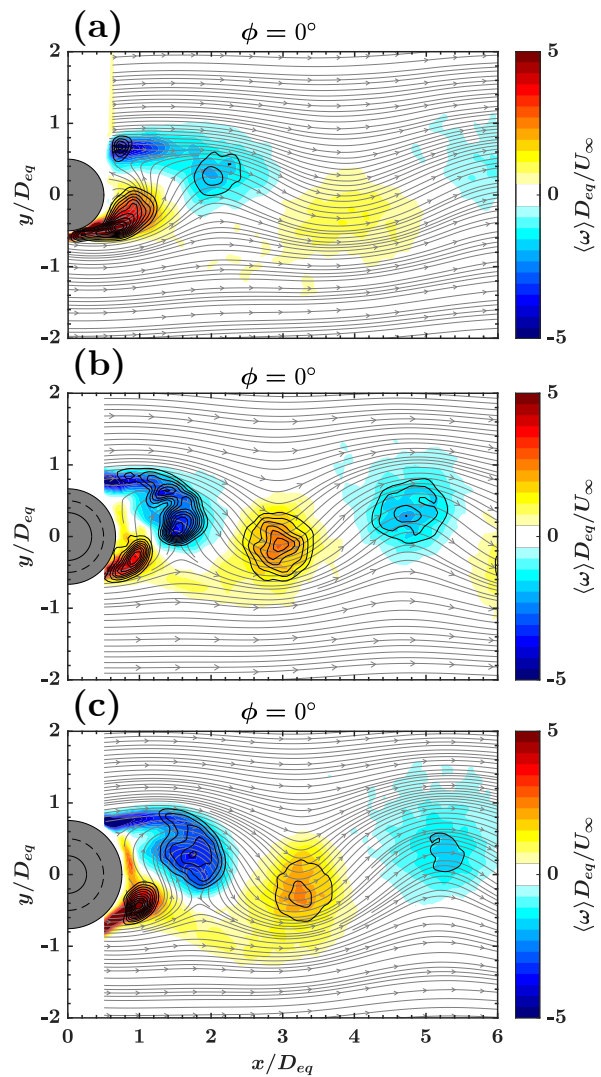 (a)
ϕ = 0°
2
1
0
-1
-2
y/D_eq
5
0
-5
⟨ω⟩ D_eq/U_∞
(b)
ϕ = 0°
2
1
0
-1
-2
y/D_eq
5
0
-5
⟨ω⟩ D_eq/U_∞
(c)
ϕ = 0°
2
1
0
-1
-2
y/D_eq
0 1 2 3 4 5 6
x/D_eq
5
0
-5
⟨ω⟩ D_eq/U_∞